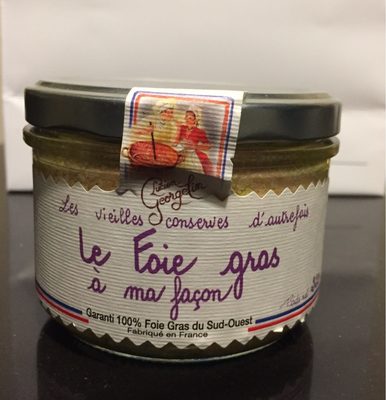 Lucien
Georgelin
Les vieilles conserves d'autrefois
Le Foie gras
à ma façon
Garanti 100% Foie Gras du Sud-Ouest
Fabriqué en France